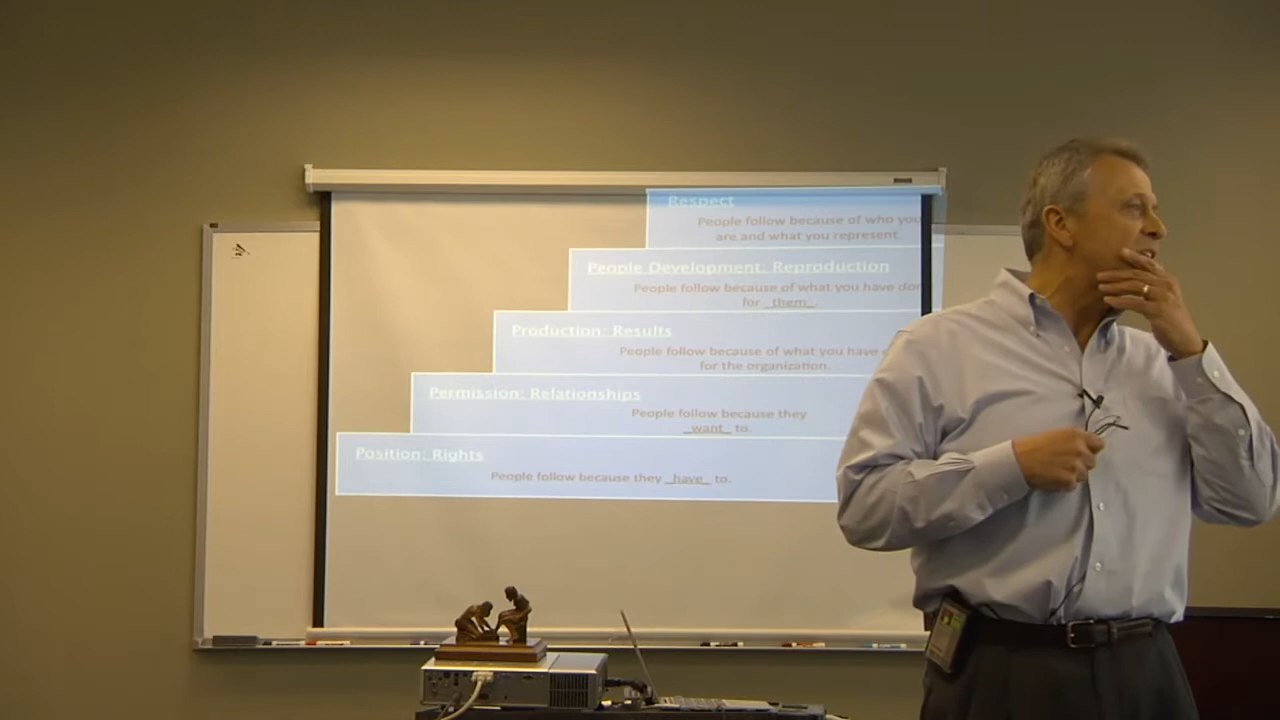 Respect
People follow because of who you
are and what you represent.
People Development: Reproduction
People follow because of what you have
for _them_.
Production: Results
People follow because of what you have
for the organization.
Permission: Relationships
People follow because they
_want_ to.
Position: Rights
People follow because they _have_ to.